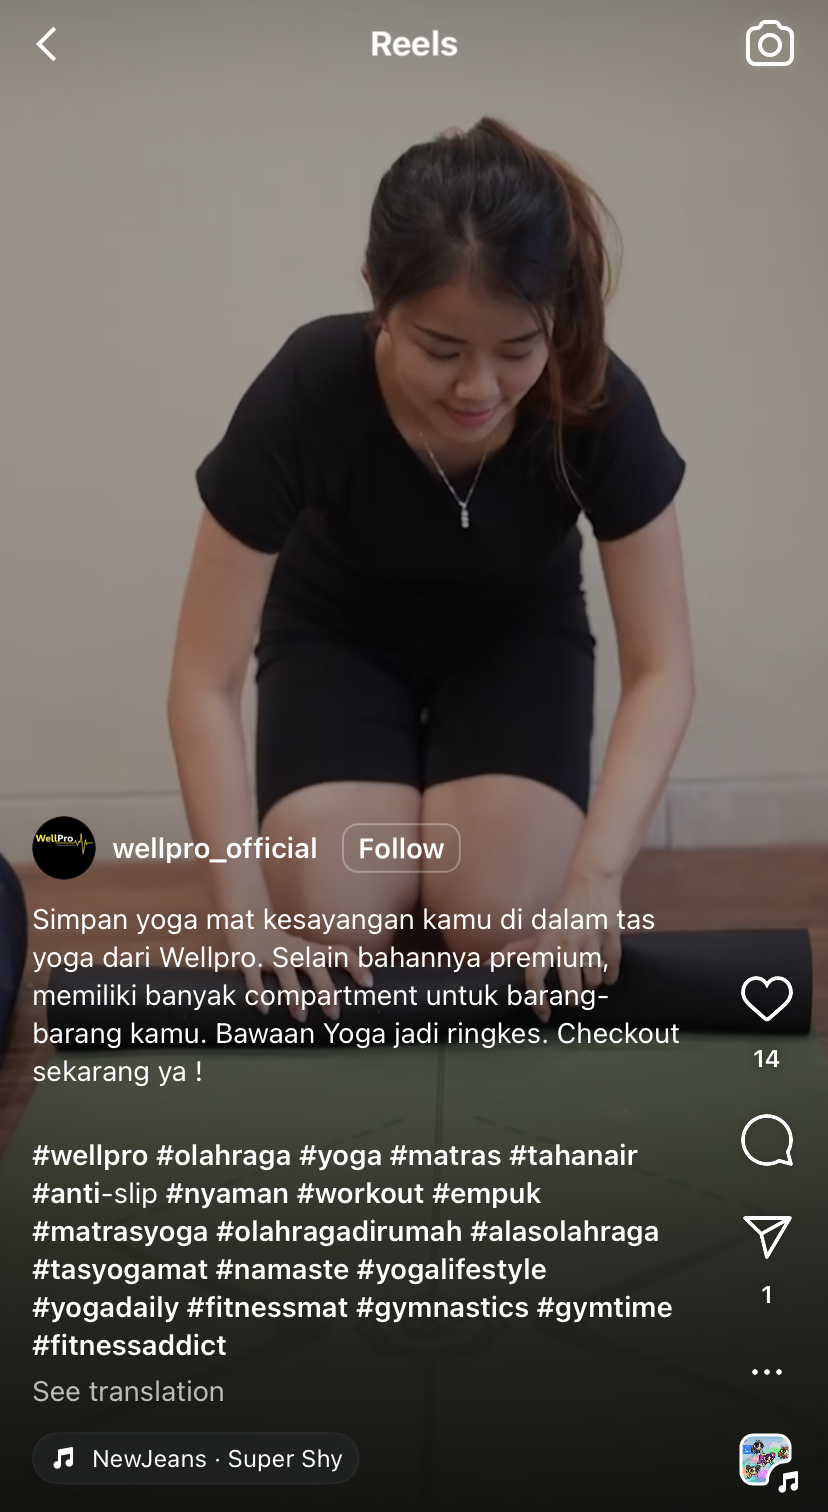 Reels
WellPro
wellpro_official
Follow
Simpan yoga mat kesayangan kamu di dalam tas
yoga dari Wellpro. Selain bahannya premium,
memiliki banyak compartment untuk barang-
barang kamu. Bawaan Yoga jadi ringkes. Checkout
sekarang ya !
14
#wellpro #olahraga #yoga #matras #tahanair
#anti-slip #nyaman #workout #empuk
#matrasyoga #olahragadirumah #alasolahraga
#tasyogamat #namaste #yogalifestyle
#yogadaily #fitnessmat #gymnastics #gymtime
#fitnessaddict
1
See translation
NewJeans · Super Shy